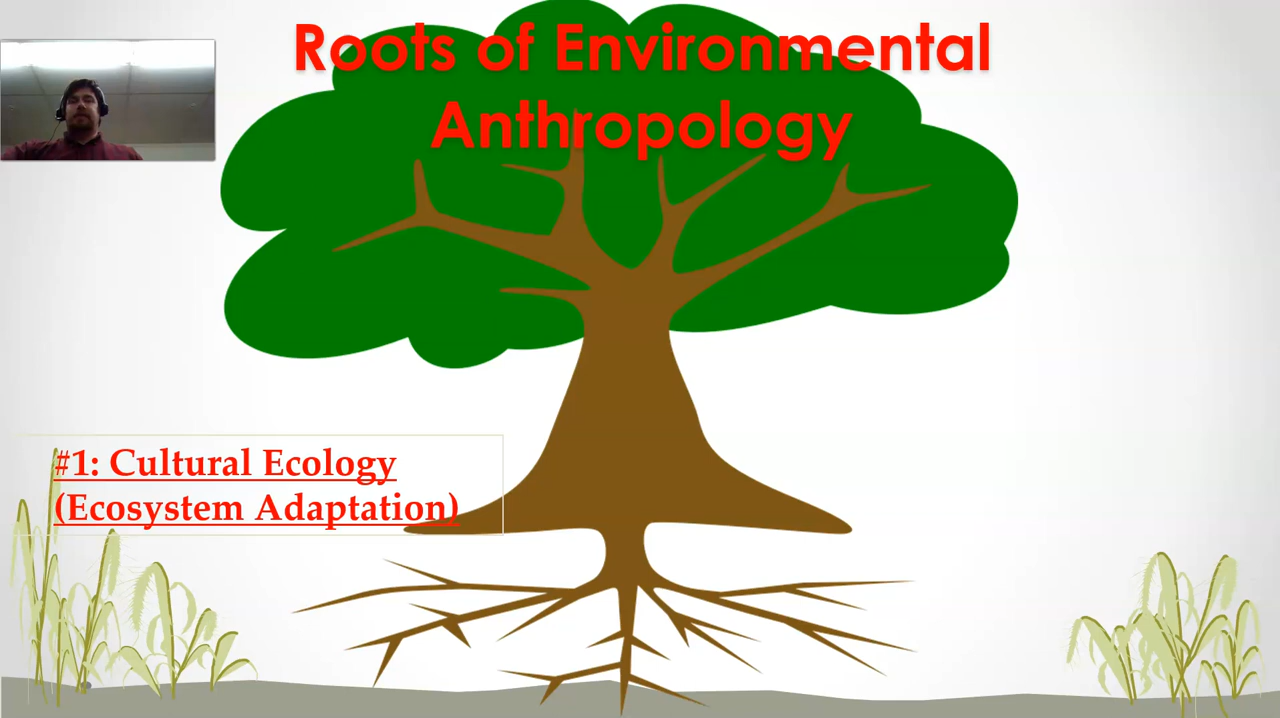 Roots of Environmental
Anthropology
#1: Cultural Ecology
(Ecosystem Adaptation)